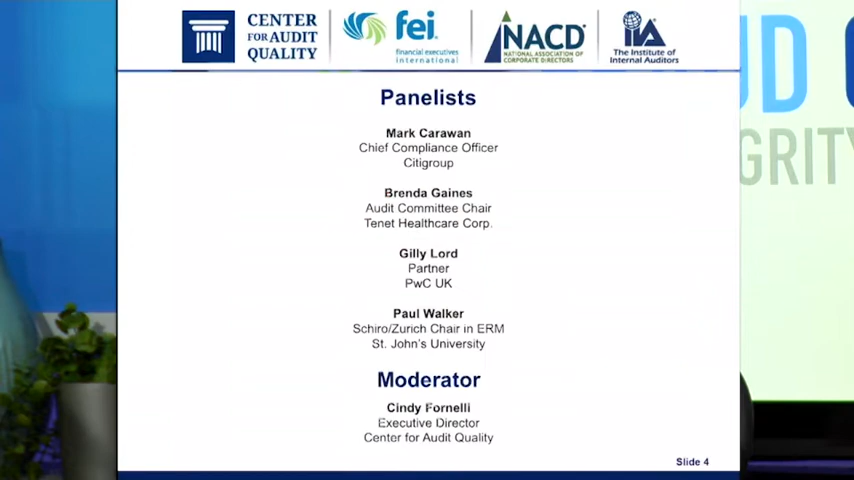 CENTER
FOR AUDIT
QUALITY
fei
financial executives
international
NACD
NATIONAL ASSOCIATION OF
CORPORATE DIRECTORS
IIA
The Institute of
Internal Auditors
Panelists
Mark Carawan
Chief Compliance Officer
Citigroup
Brenda Gaines
Audit Committee Chair
Tenet Healthcare Corp.
Gilly Lord
Partner
PwC UK
Paul Walker
Schiro/Zurich Chair in ERM
St. John's University
Moderator
Cindy Fornelli
Executive Director
Center for Audit Quality
Slide 4